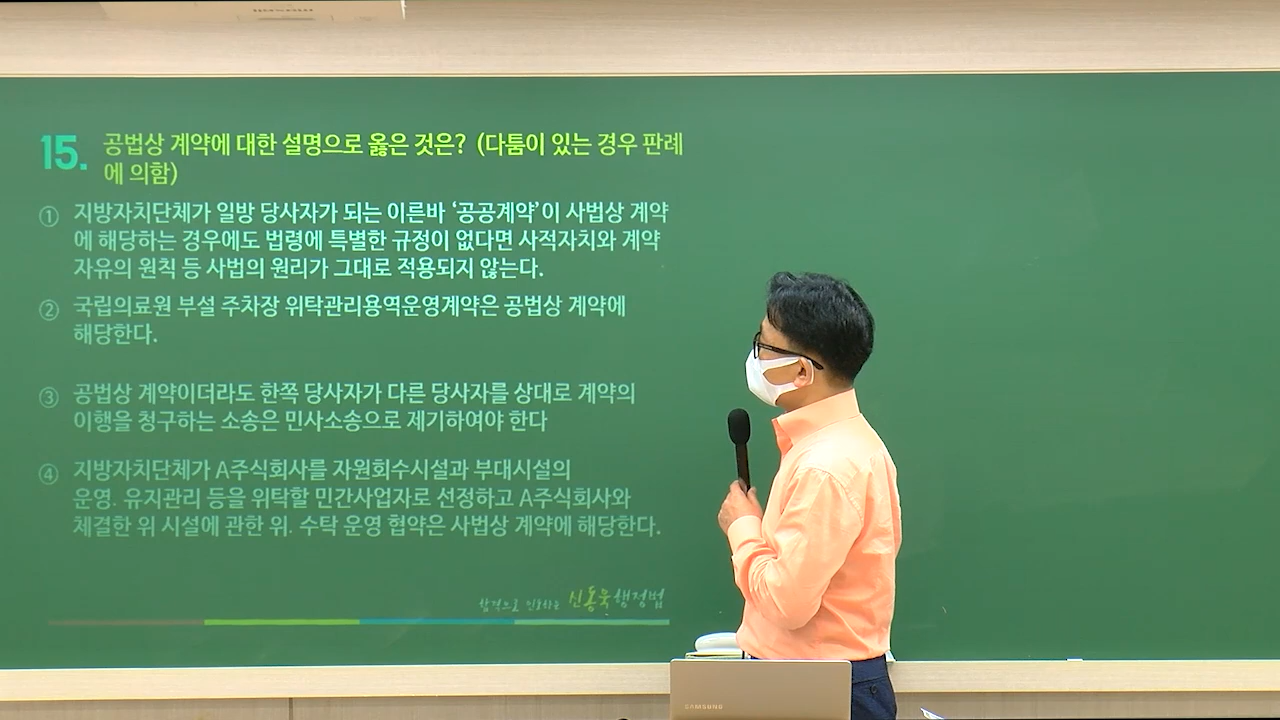 15. 공법상 계약에 대한 설명으로 옳은 것은? (다툼이 있는 경우 판례
에 의함)
① 지방자치단체가 일방 당사자가 되는 이른바 ‘공공계약’이 사법상 계약
에 해당하는 경우에도 법령에 특별한 규정이 없다면 사적자치와 계약
자유의 원칙 등 사법의 원리가 그대로 적용되지 않는다.
② 국립의료원 부설 주차장 위탁관리용역운영계약은 공법상 계약에
해당한다.
③ 공법상 계약이더라도 한쪽 당사자가 다른 당사자를 상대로 계약의
이행을 청구하는 소송은 민사소송으로 제기하여야 한다
④ 지방자치단체가 A주식회사를 자원회수시설과 부대시설의
운영. 유지관리 등을 위탁할 민간사업자로 선정하고 A주식회사와
체결한 위 시설에 관한 위. 수탁 운영 협약은 사법상 계약에 해당한다.
합격으로 인도하는 신동욱행정법
SAMSUNG